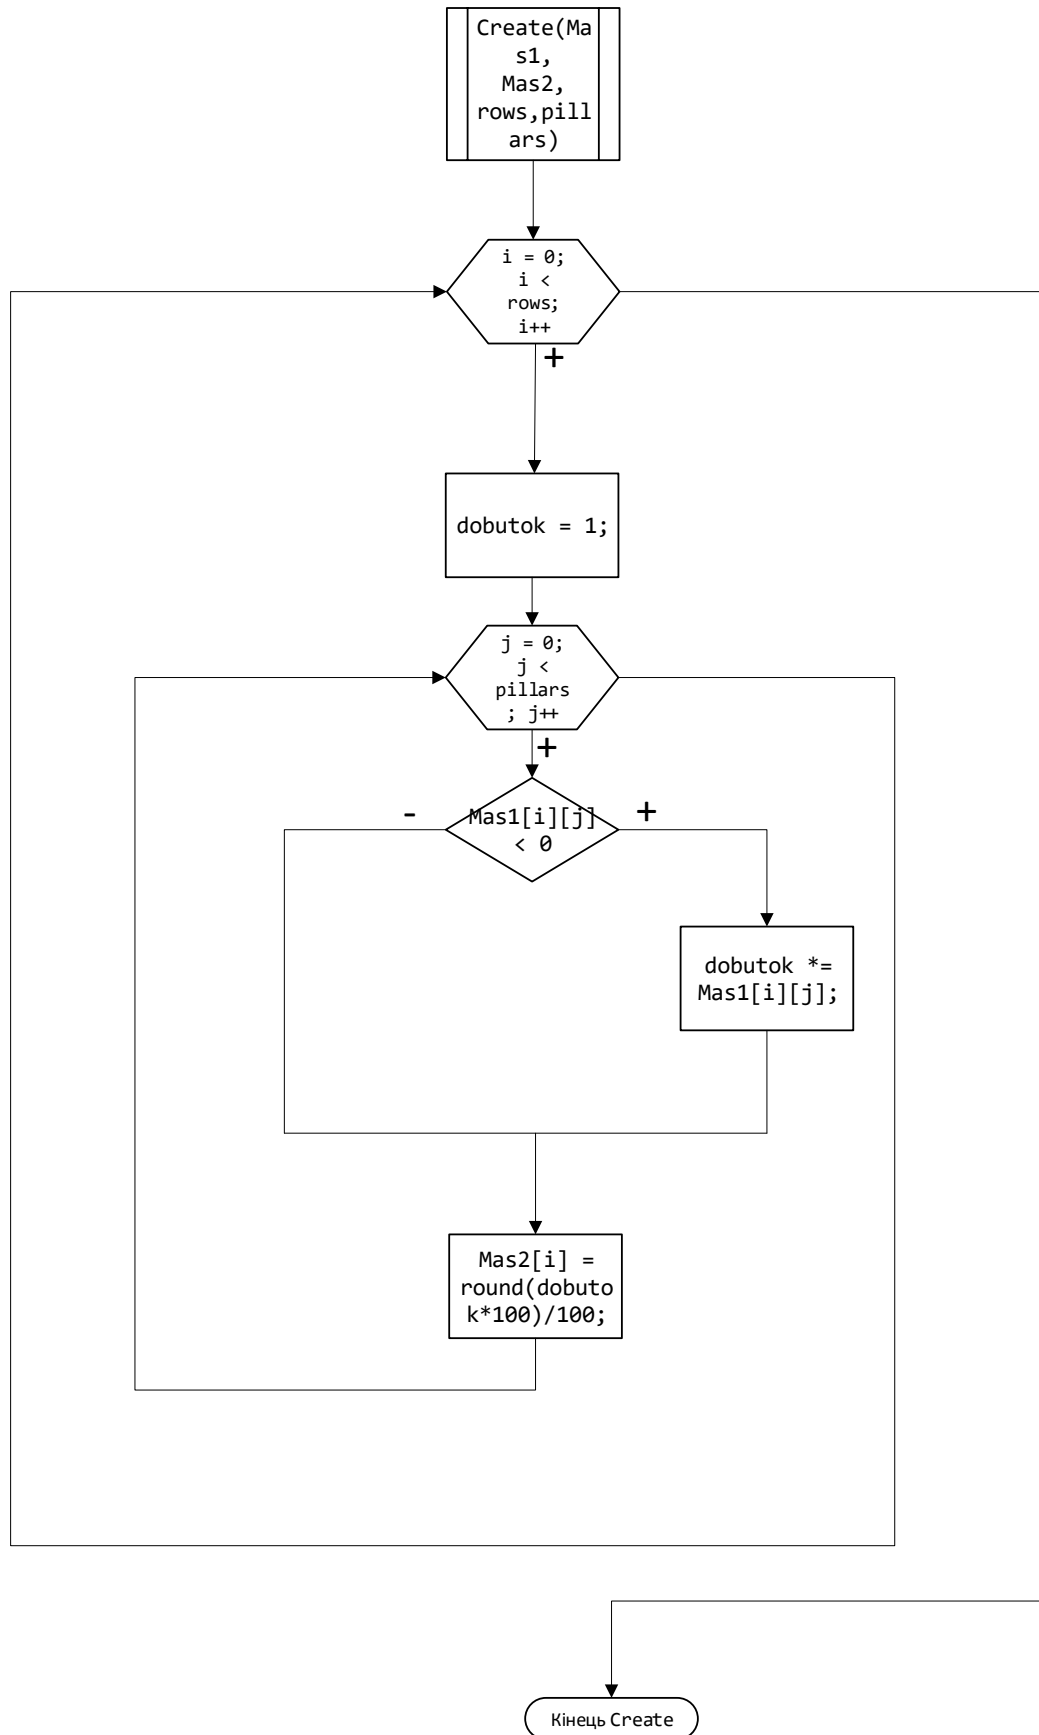 Create(Ma
s1,
Mas2,
rows,pill
ars)
i = 0;
i <
rows;
i++
+
dobutok = 1;
j = 0;
j <
pillars
; j++
+
-
Mas1[i][j]
< 0
+
dobutok *=
Mas1[i][j];
Mas2[i] =
round(dobuto
k*100)/100;
Кінець Create